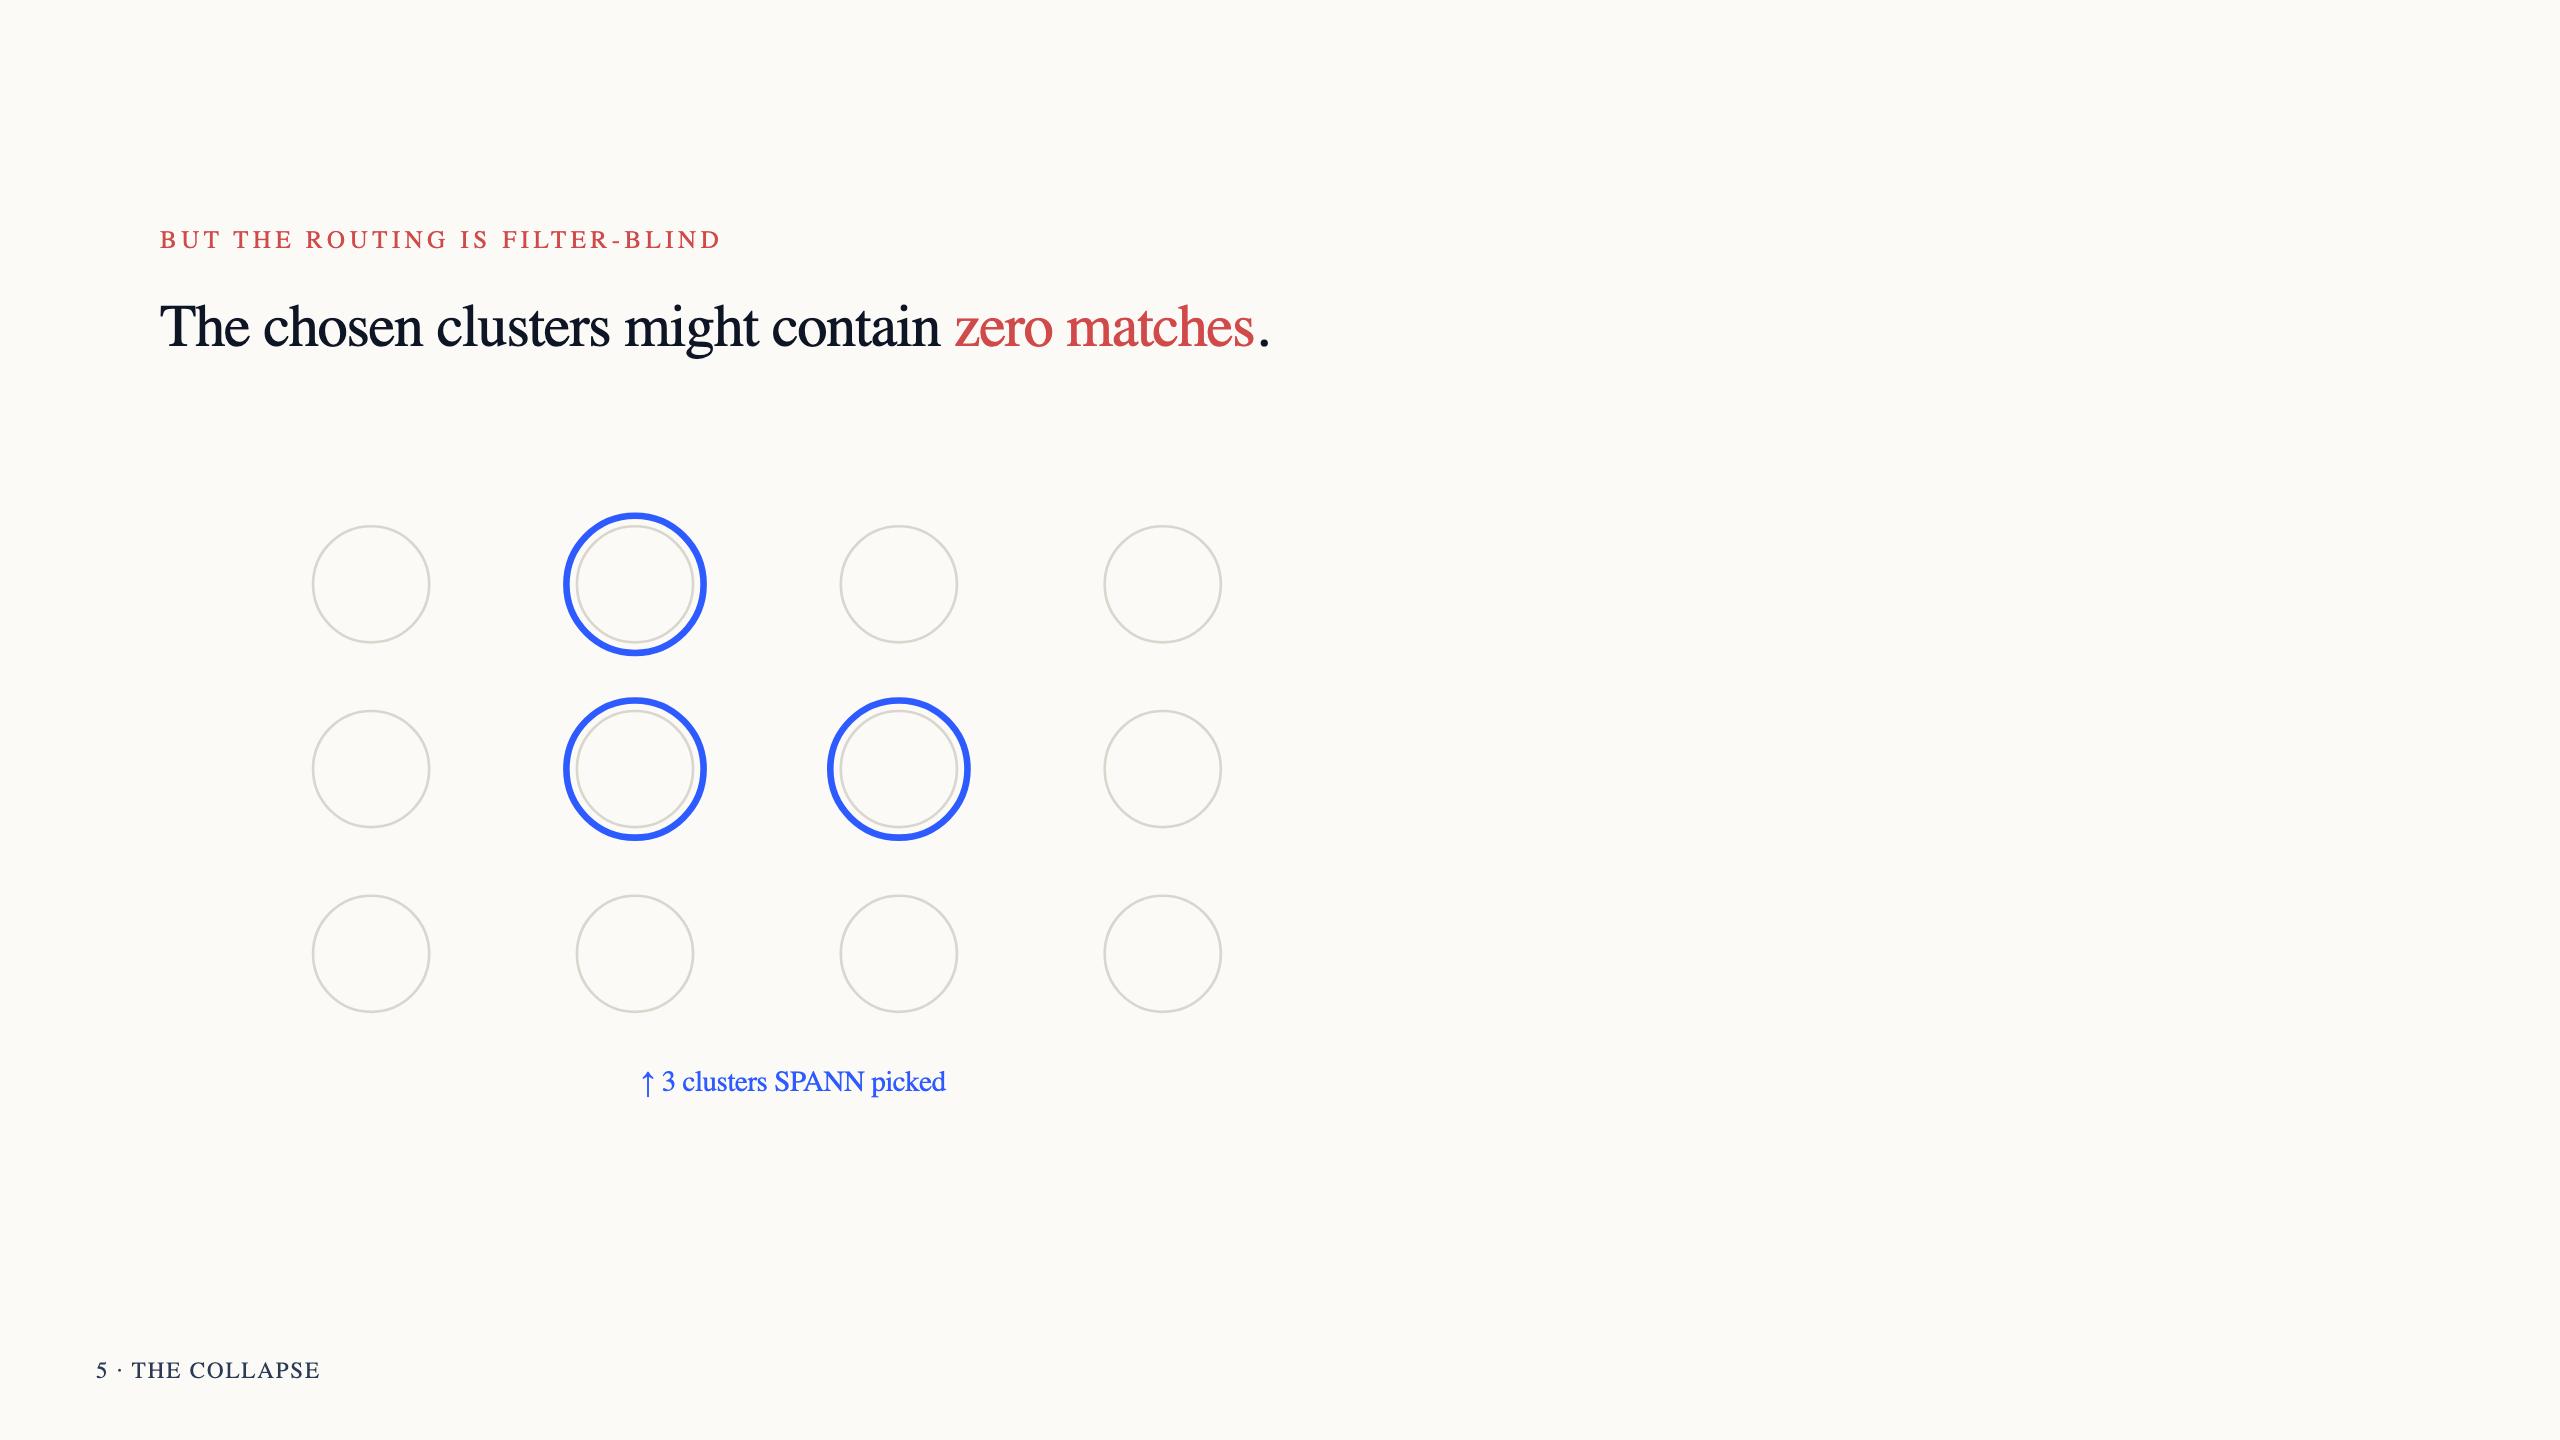 BUT THE ROUTING IS FILTER-BLIND
The chosen clusters might contain zero matches.
↑ 3 clusters SPANN picked
5 · THE COLLAPSE